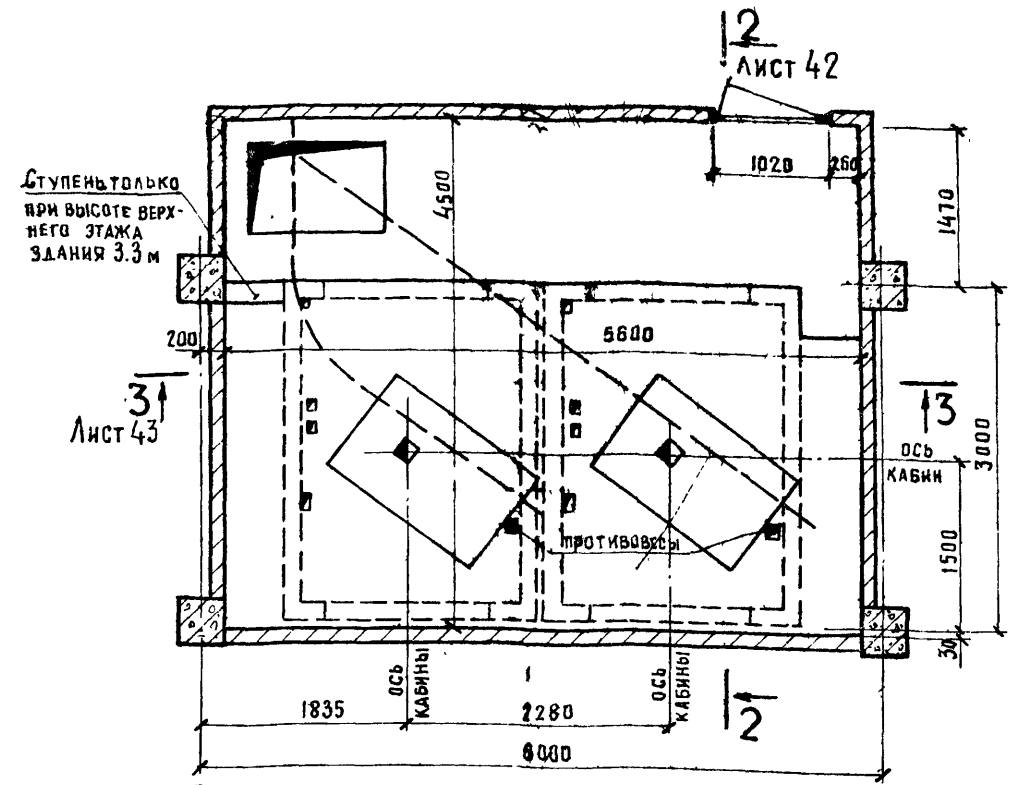 2
Лист 42
1020
260
4500
1470
Ступень только
при высоте верх-
него этажа
здания 3.3 м
200
5600
3
Лист 43
3
ось
кабин
3000
противовесы
1500
30
ось
кабины
ось
кабины
2
1835
2280
6000